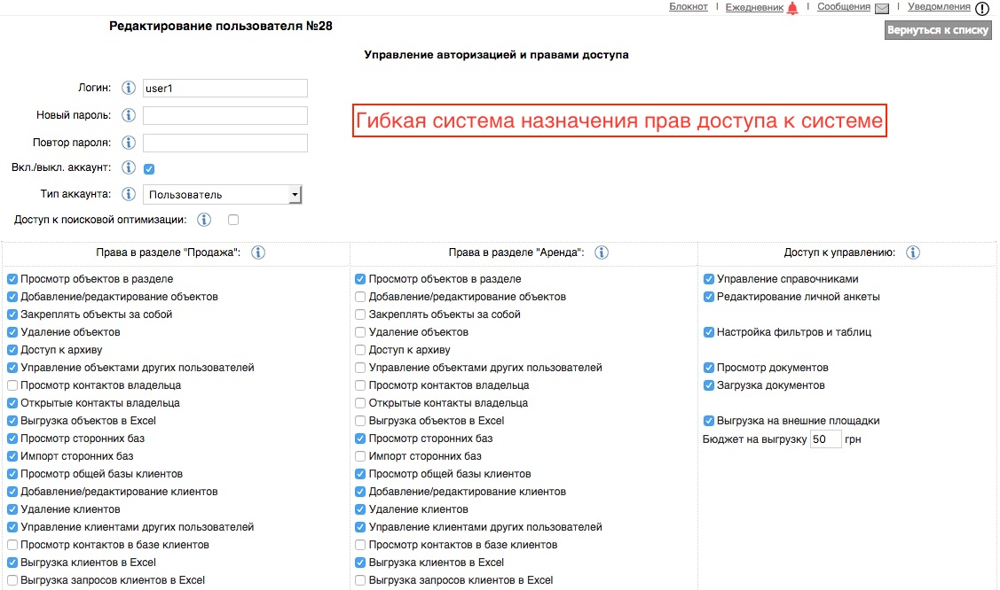 Блокнот | Ежедневник | Сообщения | Уведомления
Редактирование пользователя №28
Вернуться к списку
Управление авторизацией и правами доступа
Логин: user1
Новый пароль:
Гибкая система назначения прав доступа к системе
Повтор пароля:
Вкл./выкл. аккаунт:
Тип аккаунта: Пользователь
Доступ к поисковой оптимизации:
Права в разделе "Продажа":
Просмотр объектов в разделе
Добавление/редактирование объектов
Закреплять объекты за собой
Удаление объектов
Доступ к архиву
Управление объектами других пользователей
Просмотр контактов владельца
Открытые контакты владельца
Выгрузка объектов в Excel
Просмотр сторонних баз
Импорт сторонних баз
Просмотр общей базы клиентов
Добавление/редактирование клиентов
Удаление клиентов
Управление клиентами других пользователей
Просмотр контактов в базе клиентов
Выгрузка клиентов в Excel
Выгрузка запросов клиентов в Excel
Права в разделе "Аренда":
Просмотр объектов в разделе
Добавление/редактирование объектов
Закреплять объекты за собой
Удаление объектов
Доступ к архиву
Управление объектами других пользователей
Просмотр контактов владельца
Открытые контакты владельца
Выгрузка объектов в Excel
Просмотр сторонних баз
Импорт сторонних баз
Просмотр общей базы клиентов
Добавление/редактирование клиентов
Удаление клиентов
Управление клиентами других пользователей
Просмотр контактов в базе клиентов
Выгрузка клиентов в Excel
Выгрузка запросов клиентов в Excel
Доступ к управлению:
Управление справочниками
Редактирование личной анкеты
Настройка фильтров и таблиц
Просмотр документов
Загрузка документов
Выгрузка на внешние площадки
Бюджет на выгрузку 50 грн